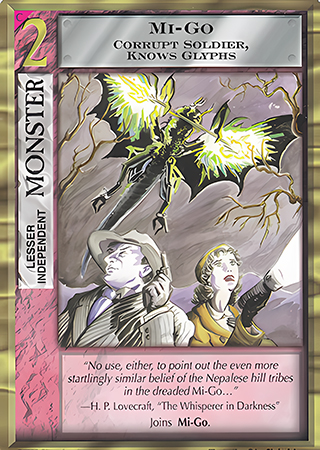 C
2
Mi-Go
Corrupt Soldier,
Knows Glyphs
MONSTER
LESSER
INDEPENDENT
“No use, either, to point out the even more
startlingly similar belief of the Nepalese hill tribes
in the dreaded Mi-Go…”
—H. P. Lovecraft, “The Whisperer in Darkness”
Joins Mi-Go.